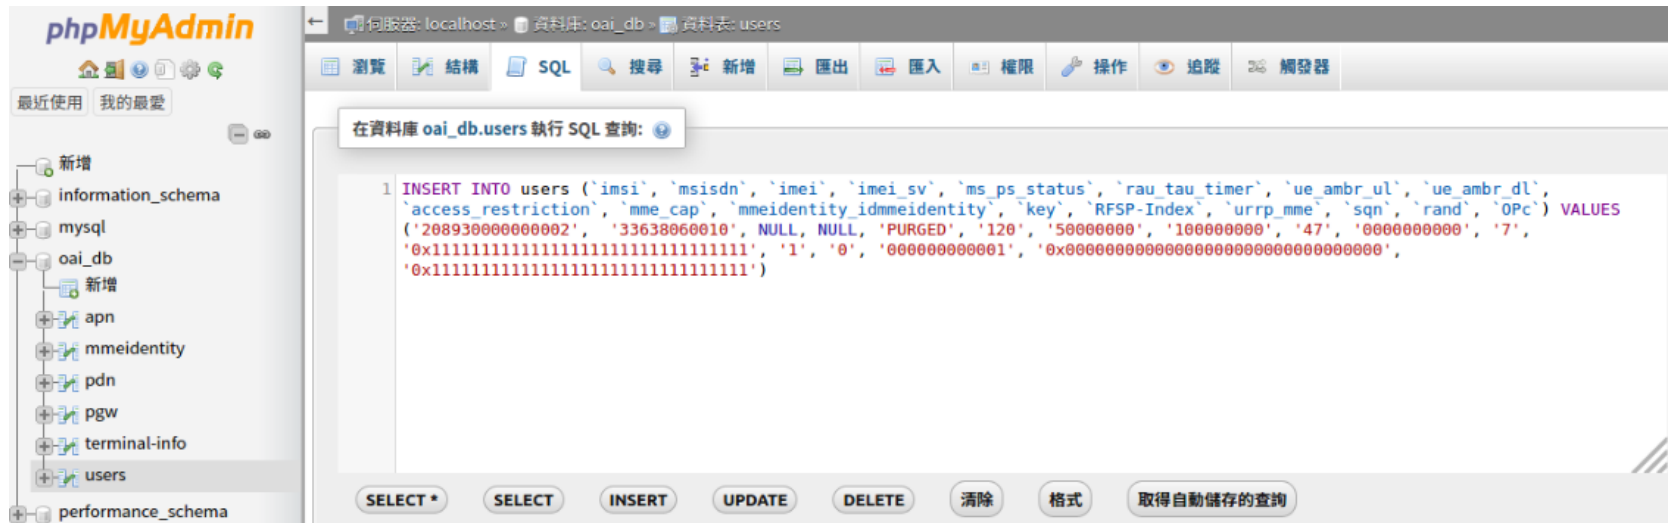 phpMyAdmin
最近使用 我的最愛
新增
information_schema
mysql
oai_db
新增
apn
mmeidentity
pdn
pgw
terminal-info
users
performance_schema
伺服器: localhost » 資料庫: oai_db » 資料表: users
瀏覽 結構 SQL 搜尋 新增 匯出 匯入 權限 操作 追蹤 觸發器
在資料庫 oai_db.users 執行 SQL 查詢:
1 INSERT INTO users (`imsi`, `msisdn`, `imei`, `imei_sv`, `ms_ps_status`, `rau_tau_timer`, `ue_ambr_ul`, `ue_ambr_dl`,
`access_restriction`, `mme_cap`, `mmeidentity_idmmeidentity`, `key`, `RFSP-Index`, `urrp_mme`, `sqn`, `rand`, `OPc`) VALUES
('208930000000002', '33638060010', NULL, NULL, 'PURGED', '120', '50000000', '100000000', '47', '0000000000', '7',
'0x11111111111111111111111111111111', '1', '0', '000000000001', '0x00000000000000000000000000000000',
'0x11111111111111111111111111111111')
SELECT * SELECT INSERT UPDATE DELETE 清除 格式 取得自動儲存的查詢